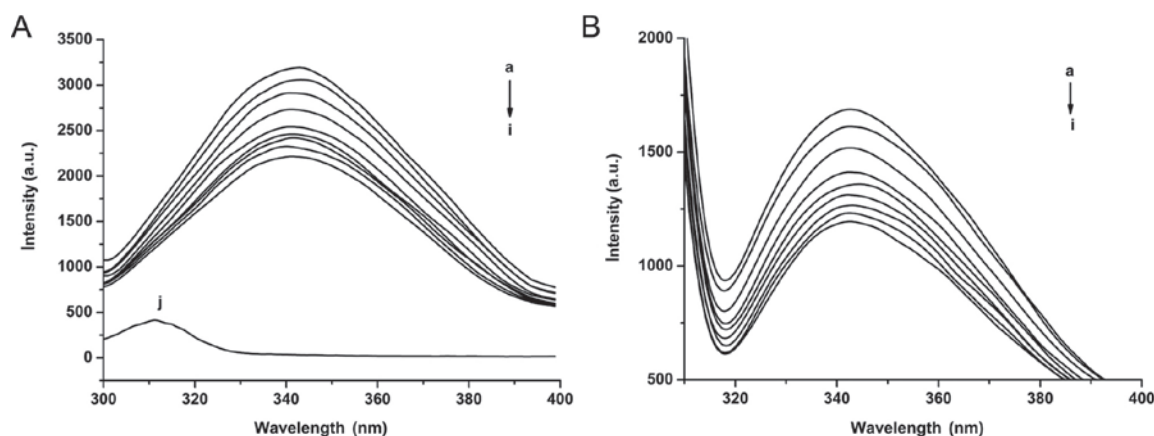 A
3500
3000
2500
2000
1500
1000
500
0
Intensity (a.u.)
a
i
j
300 320 340 360 380 400
Wavelength (nm)
B
2000
1500
1000
500
Intensity (a.u.)
a
i
320 340 360 380 400
Wavelength (nm)